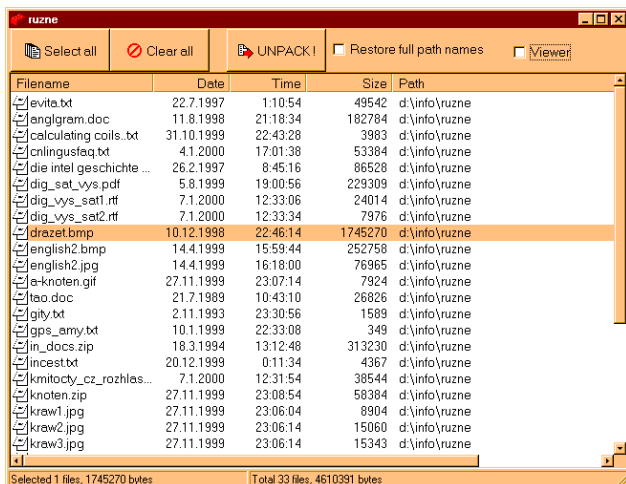 ruzne
Select all Clear all UNPACK! Restore full path names Viewer
Filename Date Time Size Path
evita.txt 22.7.1997 1:10:54 49542 d:\info\ruzne
anglgram.doc 11.8.1998 21:18:34 182784 d:\info\ruzne
calculating coils..txt 31.10.1999 22:43:28 3983 d:\info\ruzne
cnlingusfaq.txt 4.1.2000 17:01:38 53384 d:\info\ruzne
die intel geschichte ... 26.2.1997 8:45:16 86528 d:\info\ruzne
dig_sat_vys.pdf 5.8.1999 19:00:56 229309 d:\info\ruzne
dig_vys_sat1.rtf 7.1.2000 12:33:06 24014 d:\info\ruzne
dig_vys_sat2.rtf 7.1.2000 12:33:34 7976 d:\info\ruzne
drazet.bmp 10.12.1998 22:46:14 1745270 d:\info\ruzne
english2.bmp 14.4.1999 15:59:44 252758 d:\info\ruzne
english2.jpg 14.4.1999 16:18:00 76965 d:\info\ruzne
a-knoten.gif 27.11.1999 23:07:14 7924 d:\info\ruzne
tao.doc 21.7.1989 10:43:10 26826 d:\info\ruzne
gity.txt 2.11.1993 23:30:56 1589 d:\info\ruzne
gps_amy.txt 10.1.1999 22:33:08 349 d:\info\ruzne
in_docs.zip 18.3.1994 13:12:48 313230 d:\info\ruzne
incest.txt 20.12.1999 0:11:34 4367 d:\info\ruzne
kmitocty_cz_rozhlas... 7.1.2000 12:31:54 38544 d:\info\ruzne
knoten.zip 27.11.1999 23:08:54 58384 d:\info\ruzne
kraw1.jpg 27.11.1999 23:06:04 8904 d:\info\ruzne
kraw2.jpg 27.11.1999 23:06:14 15060 d:\info\ruzne
kraw3.jpg 27.11.1999 23:06:14 15343 d:\info\ruzne
Selected 1 files, 1745270 bytes Total 33 files, 4610391 bytes